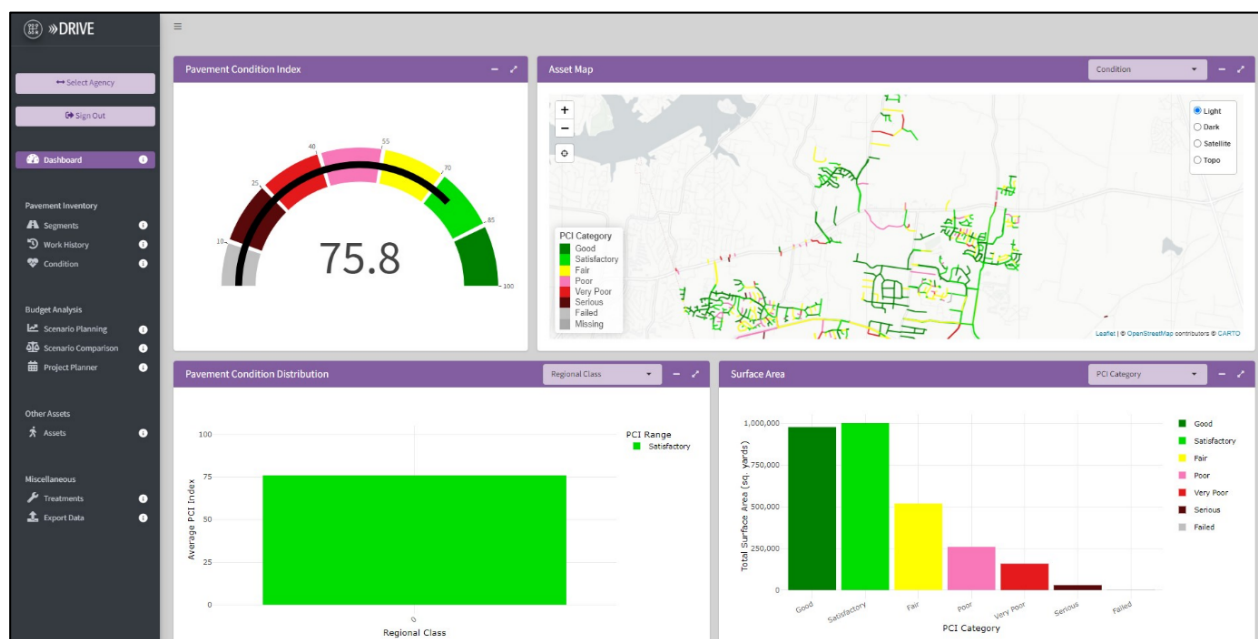 »DRIVE
Select Agency
Sign Out
Dashboard
Pavement Inventory
Segments
Work History
Condition
Budget Analysis
Scenario Planning
Scenario Comparison
Project Planner
Other Assets
Assets
Miscellaneous
Treatments
Export Data
Pavement Condition Index
10
25
40
55
70
85
100
75.8
Asset Map
Condition
+
−
Light
Dark
Satellite
Topo
PCI Category
Good
Satisfactory
Fair
Poor
Very Poor
Serious
Failed
Missing
Leaflet | © OpenStreetMap contributors © CARTO
Pavement Condition Distribution
Regional Class
100
75
50
25
0
Average PCI Index
0
Regional Class
PCI Range
Satisfactory
Surface Area
PCI Category
1,000,000
750,000
500,000
250,000
0
Total Surface Area (sq. yards)
Good
Satisfactory
Fair
Poor
Very Poor
Serious
Failed
PCI Category
Good
Satisfactory
Fair
Poor
Very Poor
Serious
Failed